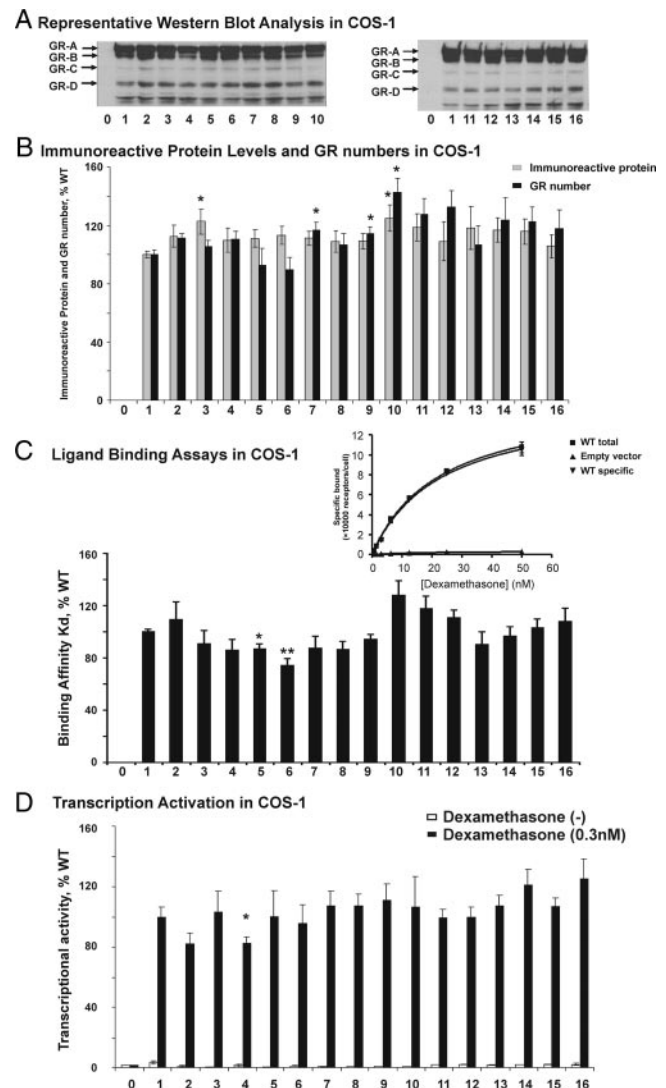 A Representative Western Blot Analysis in COS-1
GR-A
GR-B
GR-C
GR-D
0 1 2 3 4 5 6 7 8 9 10
GR-A
GR-B
GR-C
GR-D
0 1 11 12 13 14 15 16
B Immunoreactive Protein Levels and GR numbers in COS-1
Immunoreactive Protein and GR number, % WT
160
120
80
40
0
Immunoreactive protein
GR number
* * * * *
0 1 2 3 4 5 6 7 8 9 10 11 12 13 14 15 16
C Ligand Binding Assays in COS-1
Specific bound
(×10000 receptors/cell)
12
10
8
6
4
2
0
0 10 20 30 40 50 60
[Dexamethasone] (nM)
WT total
Empty vector
WT specific
Binding Affinity Kd, % WT
160
120
80
40
0
* **
0 1 2 3 4 5 6 7 8 9 10 11 12 13 14 15 16
D Transcription Activation in COS-1
Dexamethasone (-)
Dexamethasone (0.3nM)
Transcriptional activity, % WT
160
120
80
40
0
*
0 1 2 3 4 5 6 7 8 9 10 11 12 13 14 15 16